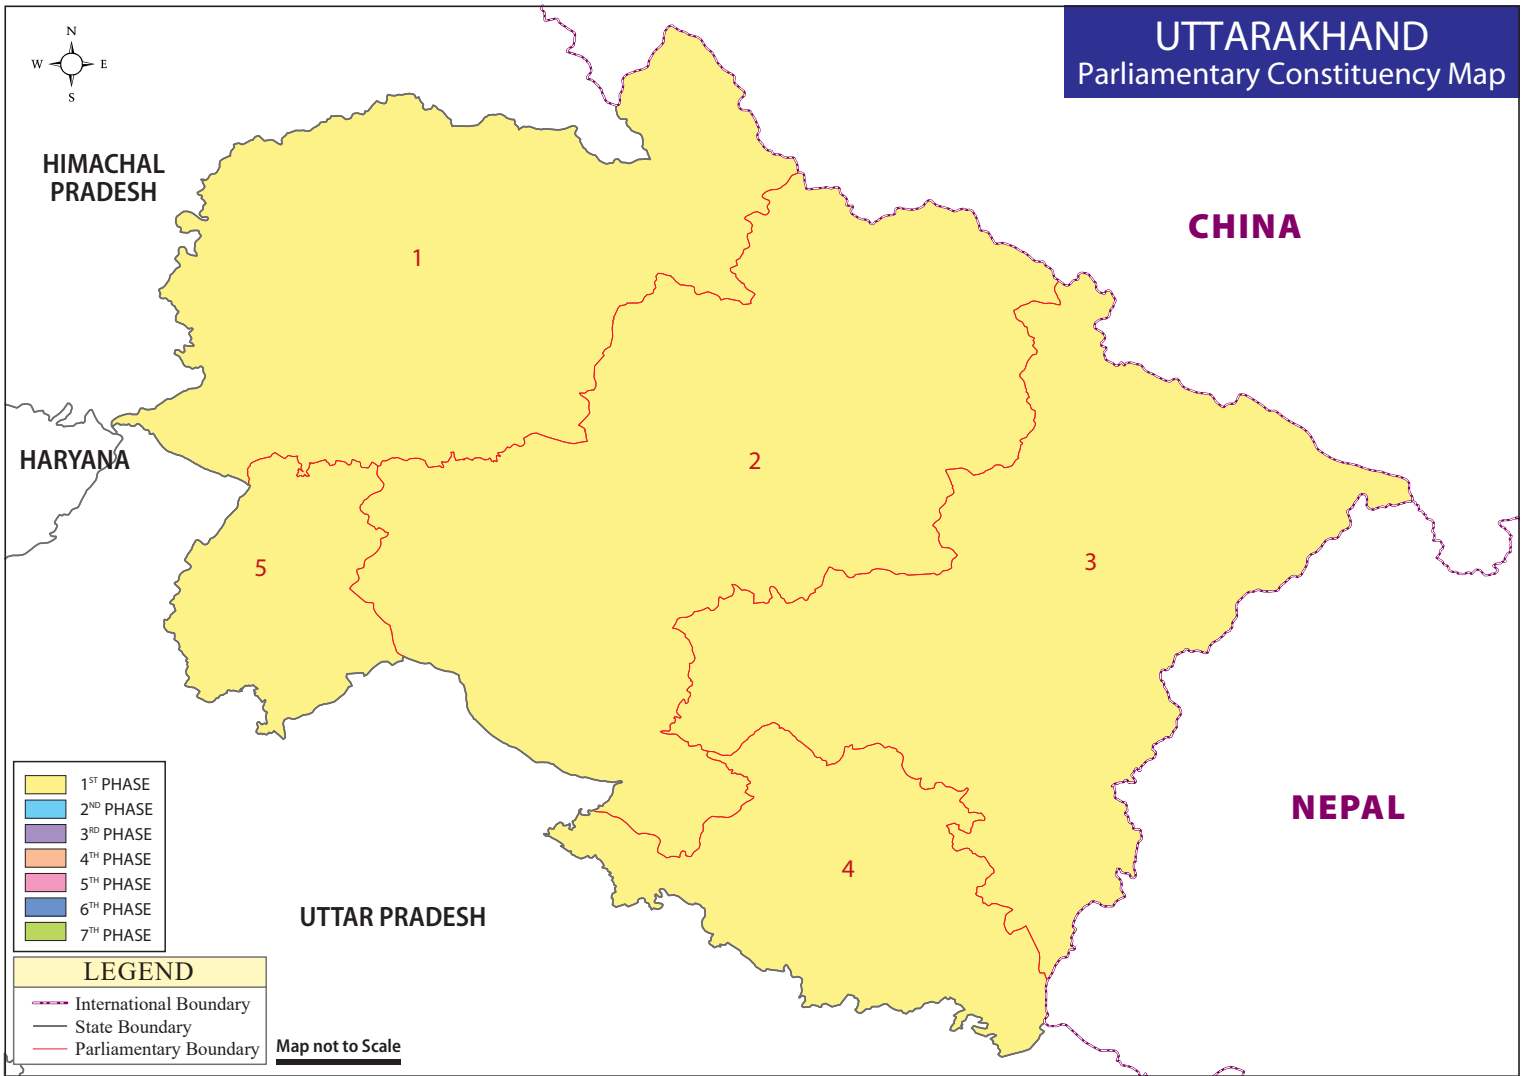 UTTARAKHAND
Parliamentary Constituency Map
N
W E
S
HIMACHAL
PRADESH
CHINA
1
HARYANA
2
5
3
NEPAL
4
UTTAR PRADESH
1ST PHASE
2ND PHASE
3RD PHASE
4TH PHASE
5TH PHASE
6TH PHASE
7TH PHASE
LEGEND
International Boundary
State Boundary
Parliamentary Boundary
Map not to Scale